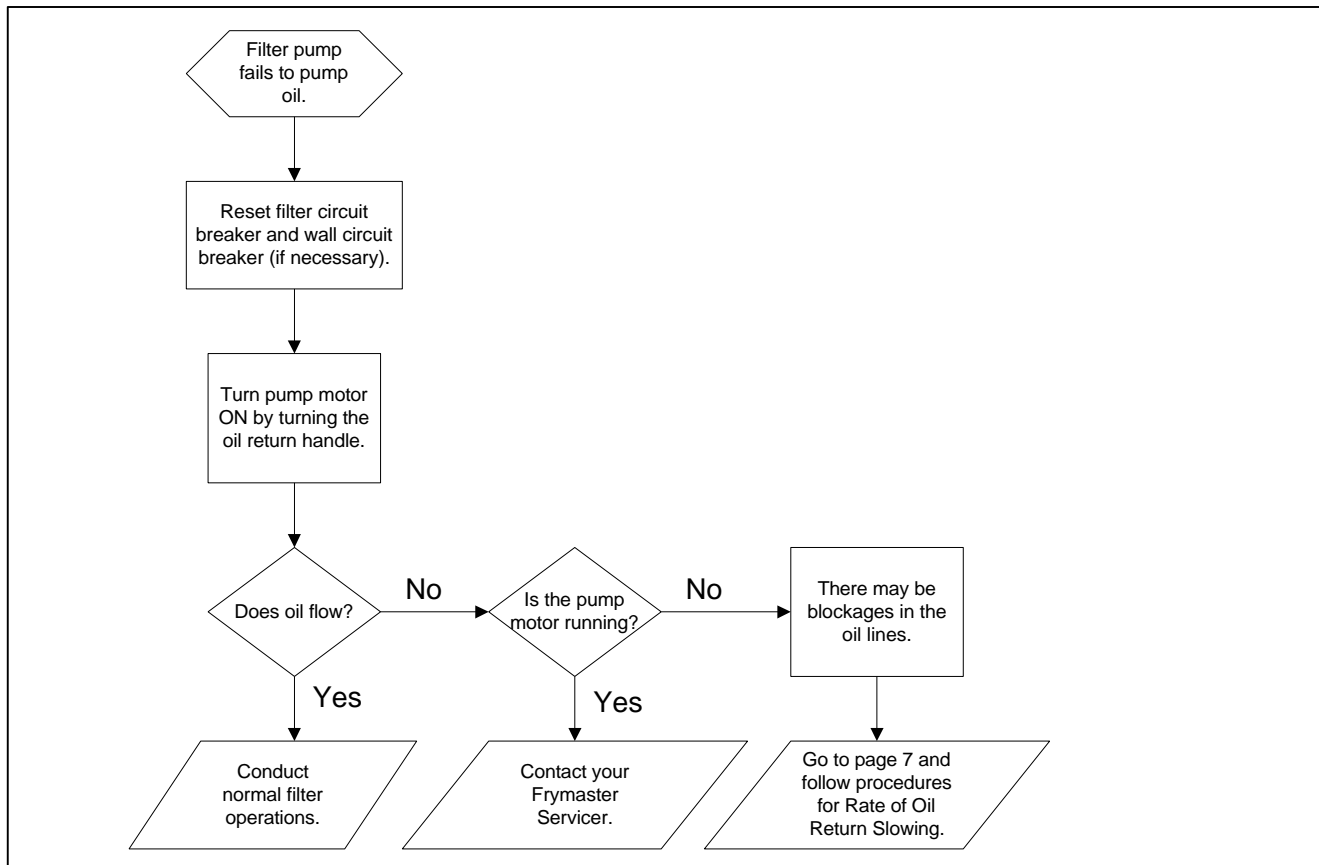 Filter pump
fails to pump
oil.
Reset filter circuit
breaker and wall circuit
breaker (if necessary).
Turn pump motor
ON by turning the
oil return handle.
Does oil flow?
No
Is the pump
motor running?
No
There may be
blockages in the
oil lines.
Yes
Yes
Conduct
normal filter
operations.
Contact your
Frymaster
Servicer.
Go to page 7 and
follow procedures
for Rate of Oil
Return Slowing.